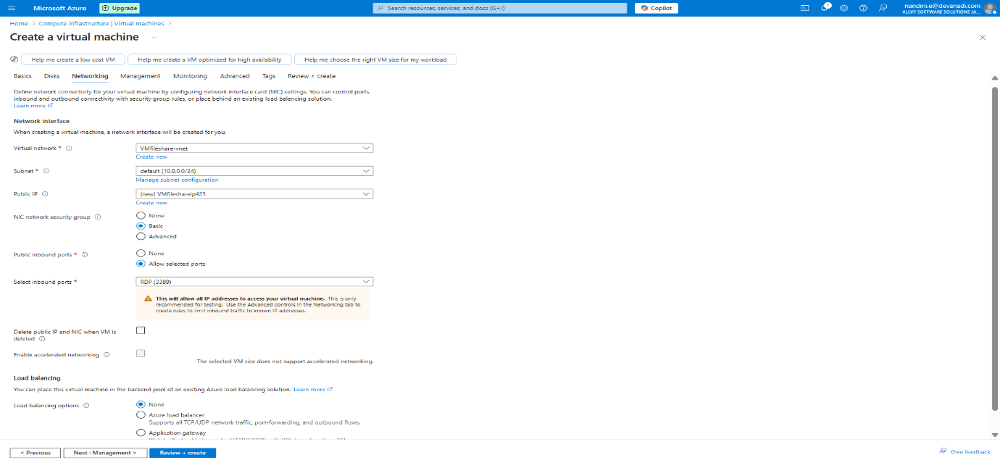 Microsoft Azure
Upgrade
Search resources, services, and docs (G+/)
Copilot
1
nandini.e@devanadi.com
ALLVY SOFTWARE SOLUTIONS (A...
Home > Compute infrastructure | Virtual machines >
Create a virtual machine ...
Help me create a low cost VM
Help me create a VM optimized for high availability
Help me choose the right VM size for my workload
Basics Disks Networking Management Monitoring Advanced Tags Review + create
Define network connectivity for your virtual machine by configuring network interface card (NIC) settings. You can control ports,
inbound and outbound connectivity with security group rules, or place behind an existing load balancing solution.
Learn more
Network interface
When creating a virtual machine, a network interface will be created for you.
Virtual network * VMfileshare-vnet
Create new
Subnet * default (10.0.0.0/24)
Manage subnet configuration
Public IP (new) VMfileshareip425
Create new
NIC network security group None
Basic
Advanced
Public inbound ports * None
Allow selected ports
Select inbound ports * RDP (3389)
This will allow all IP addresses to access your virtual machine. This is only
recommended for testing. Use the Advanced controls in the Networking tab to
create rules to limit inbound traffic to known IP addresses.
Delete public IP and NIC when VM is
deleted
Enable accelerated networking
The selected VM size does not support accelerated networking.
Load balancing
You can place this virtual machine in the backend pool of an existing Azure load balancing solution. Learn more
Load balancing options None
Azure load balancer
Supports all TCP/UDP network traffic, port-forwarding, and outbound flows.
Application gateway
< Previous
Next : Management >
Review + create
Give feedback